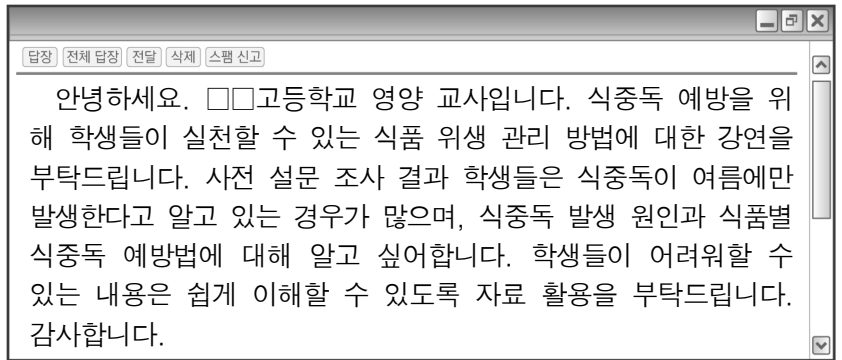 답장 전체 답장 전달 삭제 스팸 신고
안녕하세요. □□고등학교 영양 교사입니다. 식중독 예방을 위
해 학생들이 실천할 수 있는 식품 위생 관리 방법에 대한 강연을
부탁드립니다. 사전 설문 조사 결과 학생들은 식중독이 여름에만
발생한다고 알고 있는 경우가 많으며, 식중독 발생 원인과 식품별
식중독 예방법에 대해 알고 싶어합니다. 학생들이 어려워할 수
있는 내용은 쉽게 이해할 수 있도록 자료 활용을 부탁드립니다.
감사합니다.